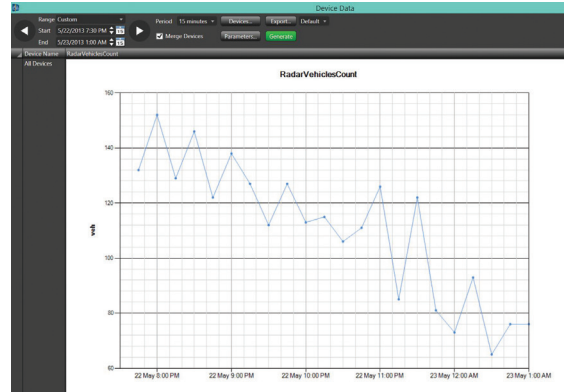 Device Data
Range Custom Period 15 minutes Devices... Export... Default
Start 5/22/2013 7:30 PM
End 5/23/2013 1:00 AM Merge Devices Parameters... Generate
Device Name RadarVehiclesCount
All Devices
RadarVehiclesCount
160
140
120
veh
100
80
60
22 May 8:00 PM 22 May 9:00 PM 22 May 10:00 PM 22 May 11:00 PM 23 May 12:00 AM 23 May 1:00 AM